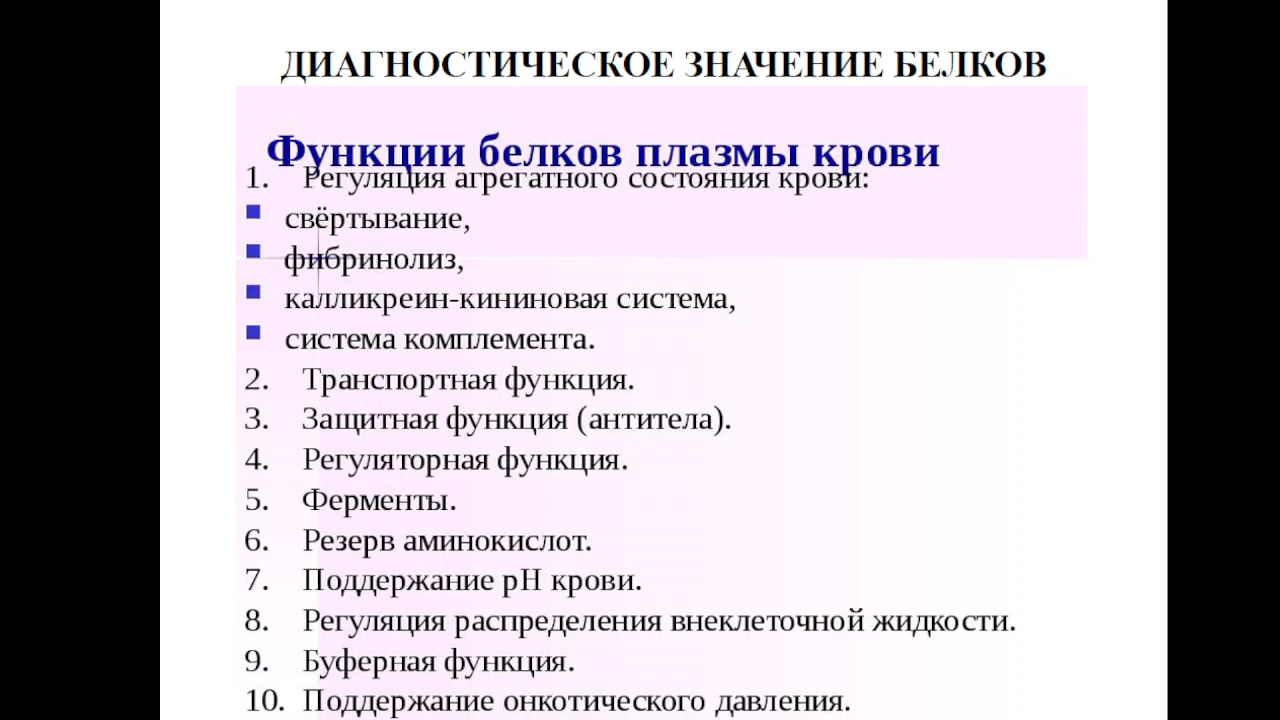 ДИАГНОСТИЧЕСКОЕ ЗНАЧЕНИЕ БЕЛКОВ
Функции белков плазмы крови
1. Регуляция агрегатного состояния крови:
свёртывание,
фибринолиз,
калликреин-кининовая система,
система комплемента.
2. Транспортная функция.
3. Защитная функция (антитела).
4. Регуляторная функция.
5. Ферменты.
6. Резерв аминокислот.
7. Поддержание рН крови.
8. Регуляция распределения внеклеточной жидкости.
9. Буферная функция.
10. Поддержание онкотического давления.